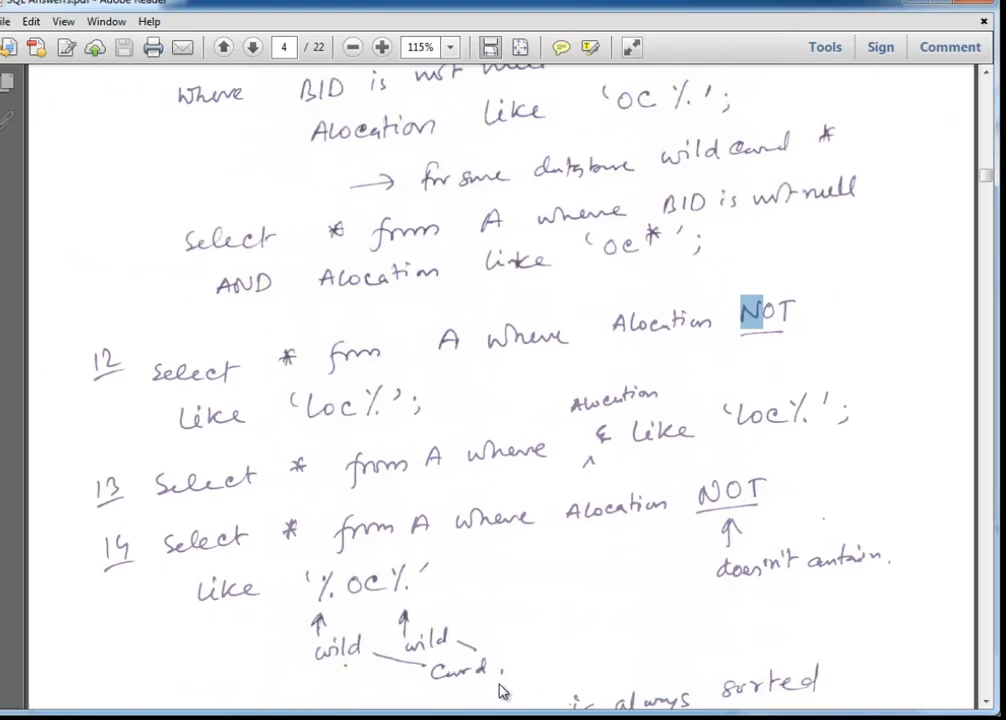 SQL Answers.pdf - Adobe Reader
ile Edit View Window Help
4 / 22 115% Tools Sign Comment
Where BID is not null
Alocation like 'OC %';
→ for some database wild card *
Select * from A where BID is not null
AND Alocation like 'OC*';
12 Select * from A where Alocation NOT
like 'Loc%';
Alocation
13 Select * from A where ^ like 'Loc%';
14 Select * from A where Alocation NOT
doesn't contain.
like '%OC%'
wild wild
Card.
is always sorted